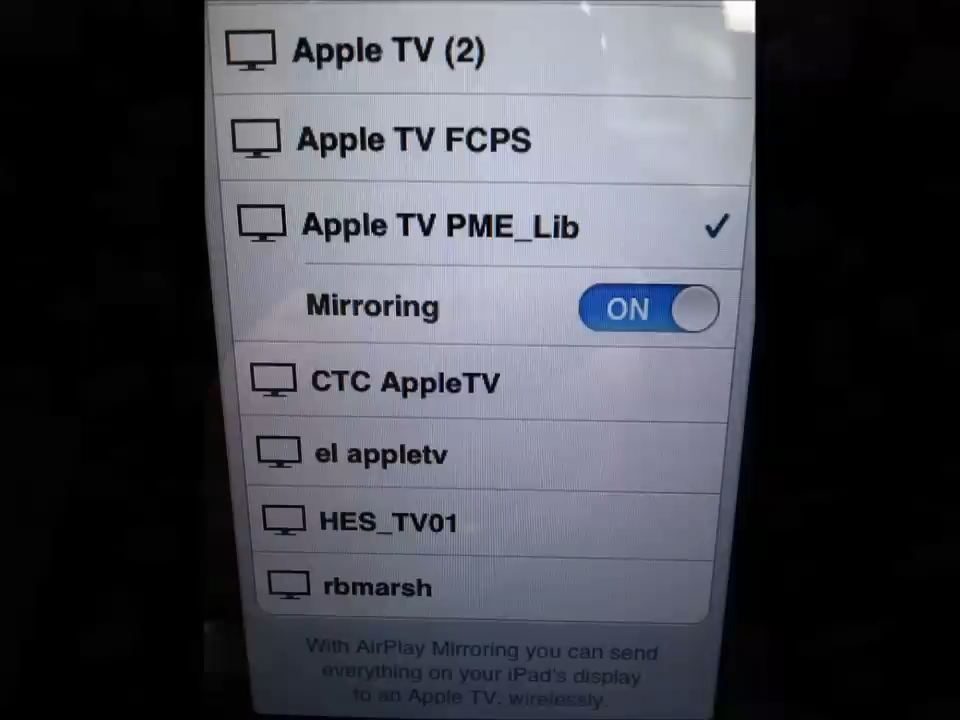 Apple TV (2)
Apple TV FCPS
Apple TV PME_Lib
Mirroring ON
CTC AppleTV
el appletv
HES_TV01
rbmarsh
With AirPlay Mirroring you can send
everything on your iPad's display
to an Apple TV, wirelessly.